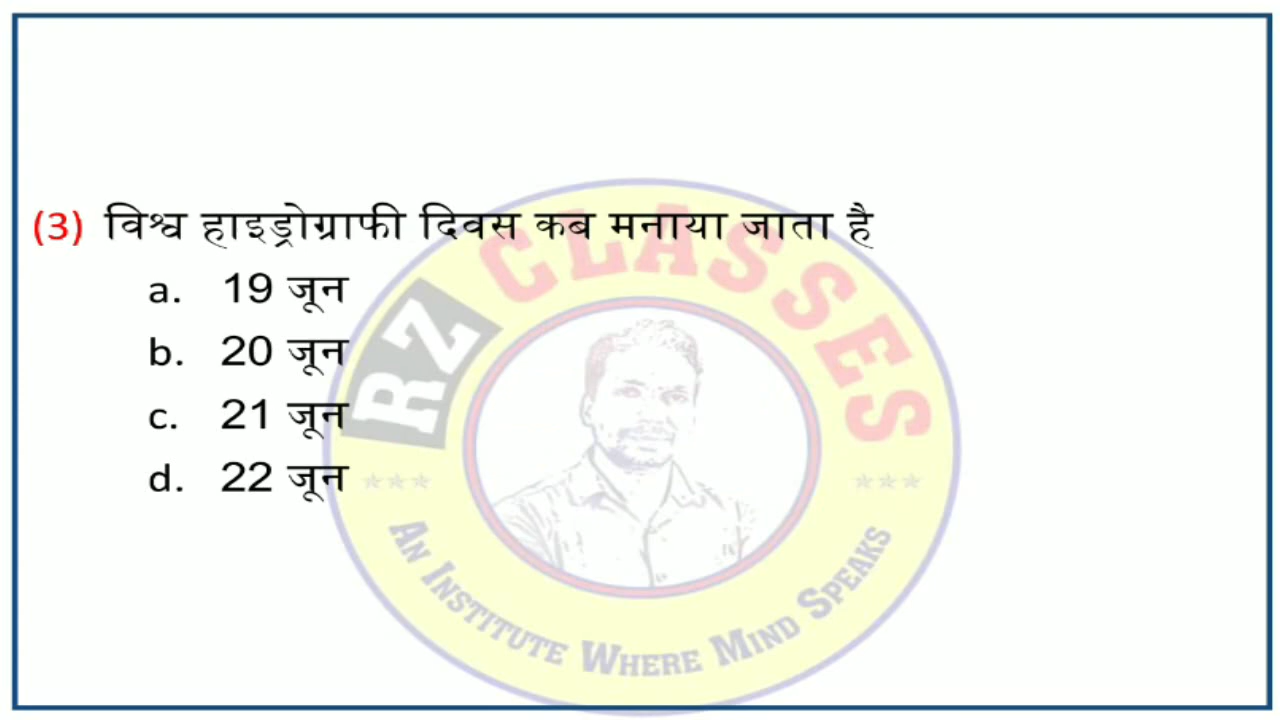 (3) विश्व हाइड्रोग्राफी दिवस कब मनाया जाता है
a. 19 जून
b. 20 जून
c. 21 जून
d. 22 जून
RZ CLASSES
AN INSTITUTE WHERE MIND SPEAKS